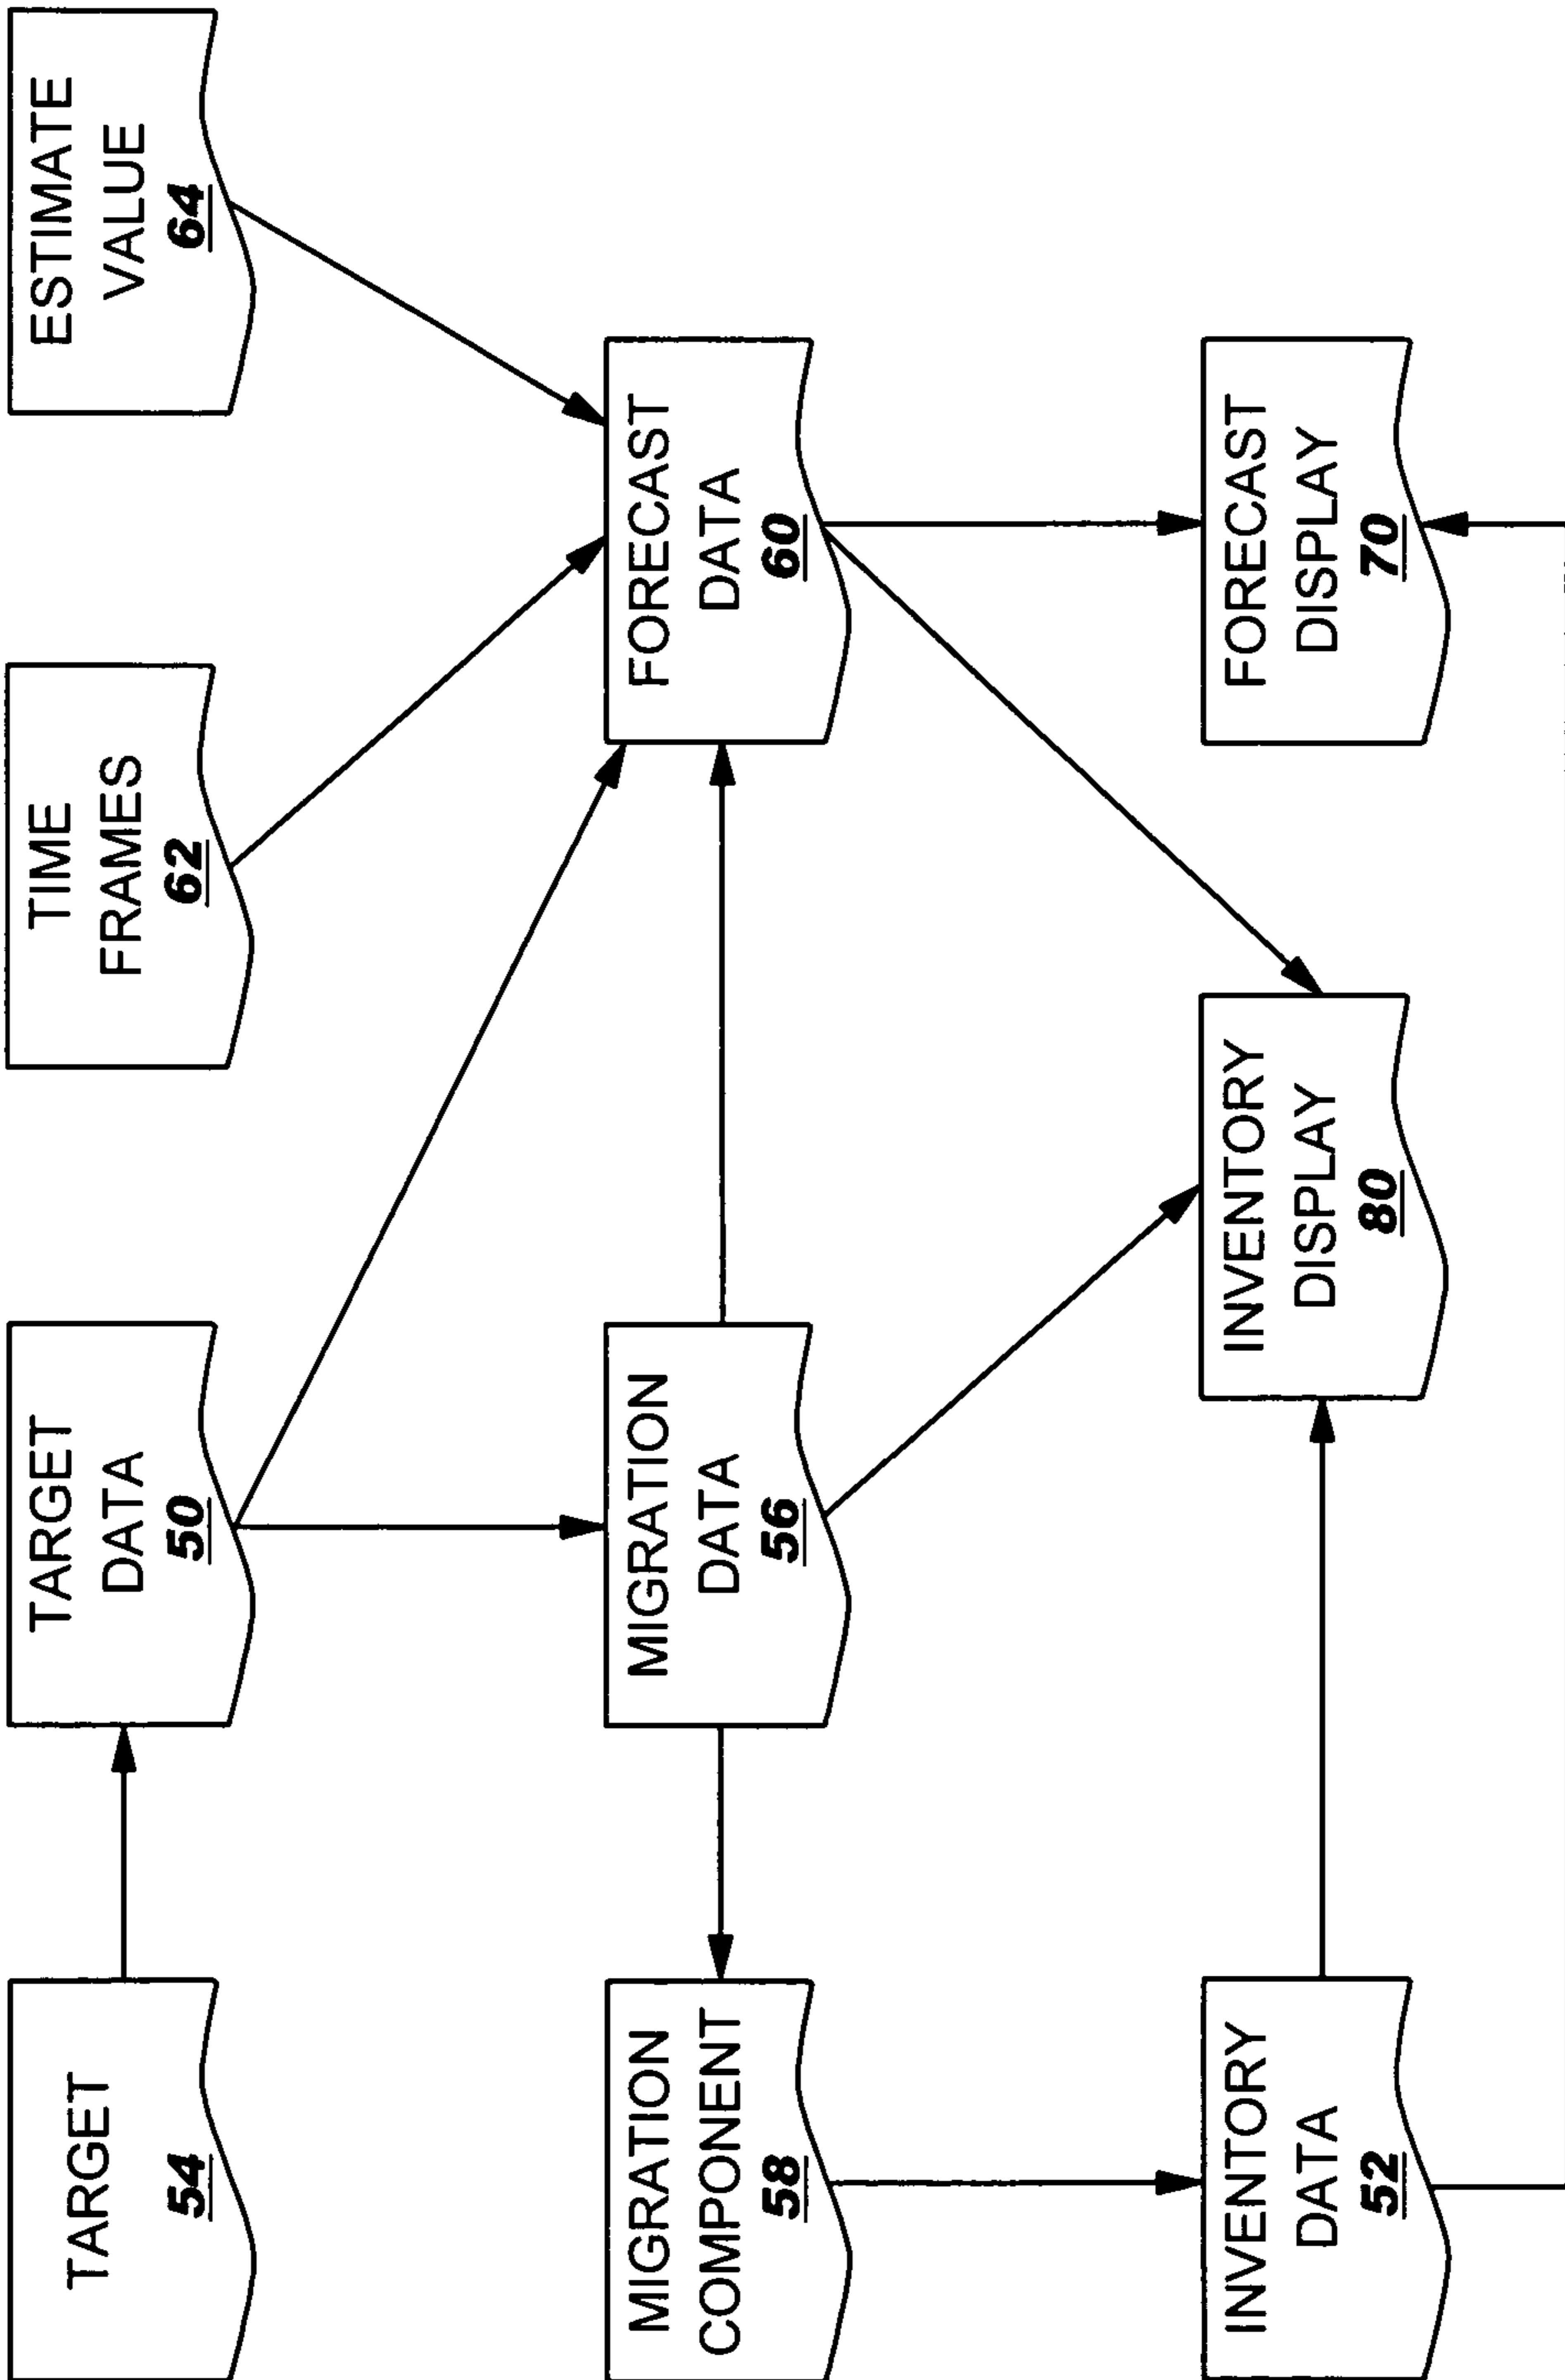 TARGET
54
TARGET
DATA
50
TIME
FRAMES
62
ESTIMATE
VALUE
64
MIGRATION
COMPONENT
58
MIGRATION
DATA
56
FORECAST
DATA
60
INVENTORY
DATA
52
INVENTORY
DISPLAY
80
FORECAST
DISPLAY
70